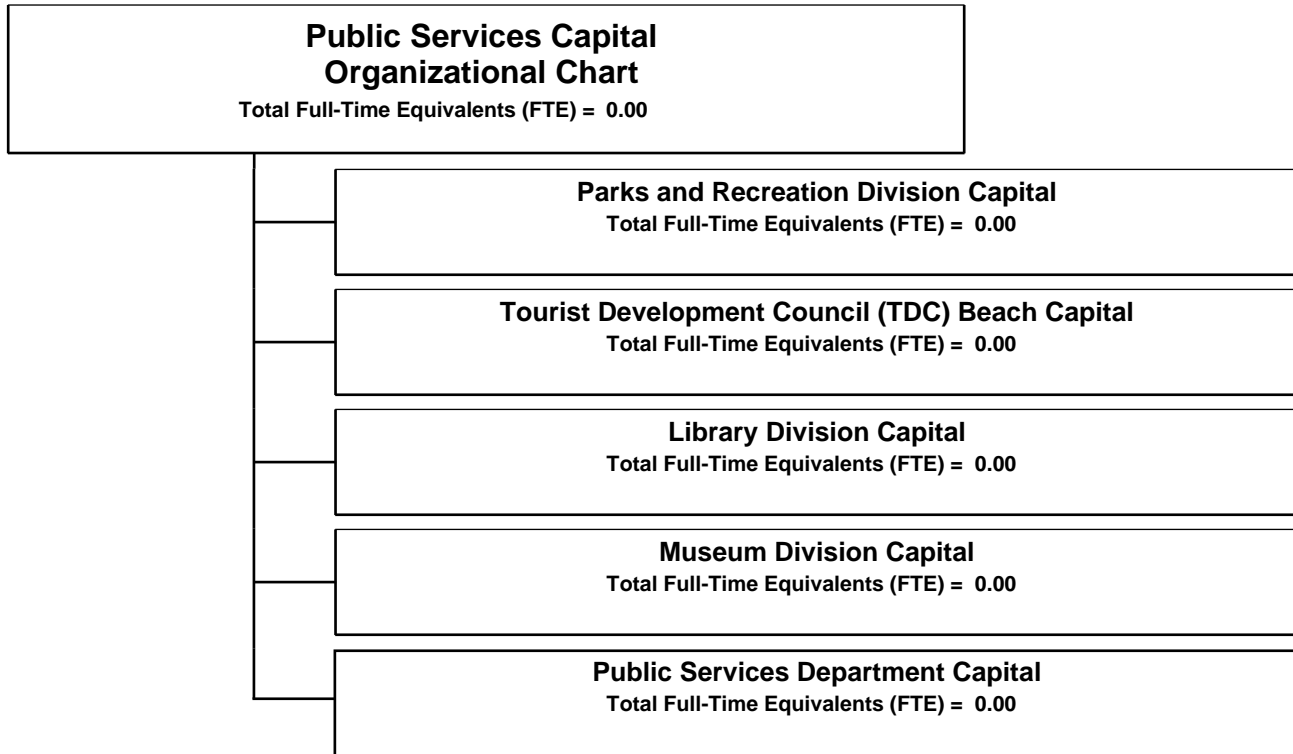 Public Services Capital
Organizational Chart
Total Full-Time Equivalents (FTE) = 0.00
Parks and Recreation Division Capital
Total Full-Time Equivalents (FTE) = 0.00
Tourist Development Council (TDC) Beach Capital
Total Full-Time Equivalents (FTE) = 0.00
Library Division Capital
Total Full-Time Equivalents (FTE) = 0.00
Museum Division Capital
Total Full-Time Equivalents (FTE) = 0.00
Public Services Department Capital
Total Full-Time Equivalents (FTE) = 0.00